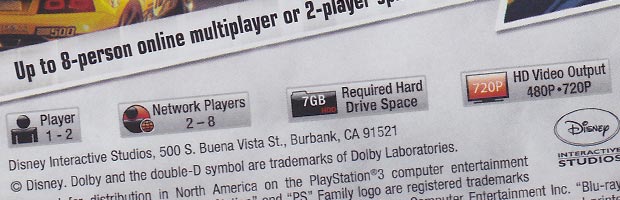 500
Up to 8-person online multiplayer or 2-player
Player
1 - 2
Network Players
2 – 8
7GB
HDD
Required Hard
Drive Space
720P
HD Video Output
480P•720P
Disney
INTERACTIVE
STUDIOS
Disney Interactive Studios, 500 S. Buena Vista St., Burbank, CA 91521
© Disney. Dolby and the double-D symbol are trademarks of Dolby Laboratories.
for distribution in North America on the PlayStation®3 computer entertainment
and "PS" Family logo are registered trademarks
Computer Entertainment Inc. "Blu-ray